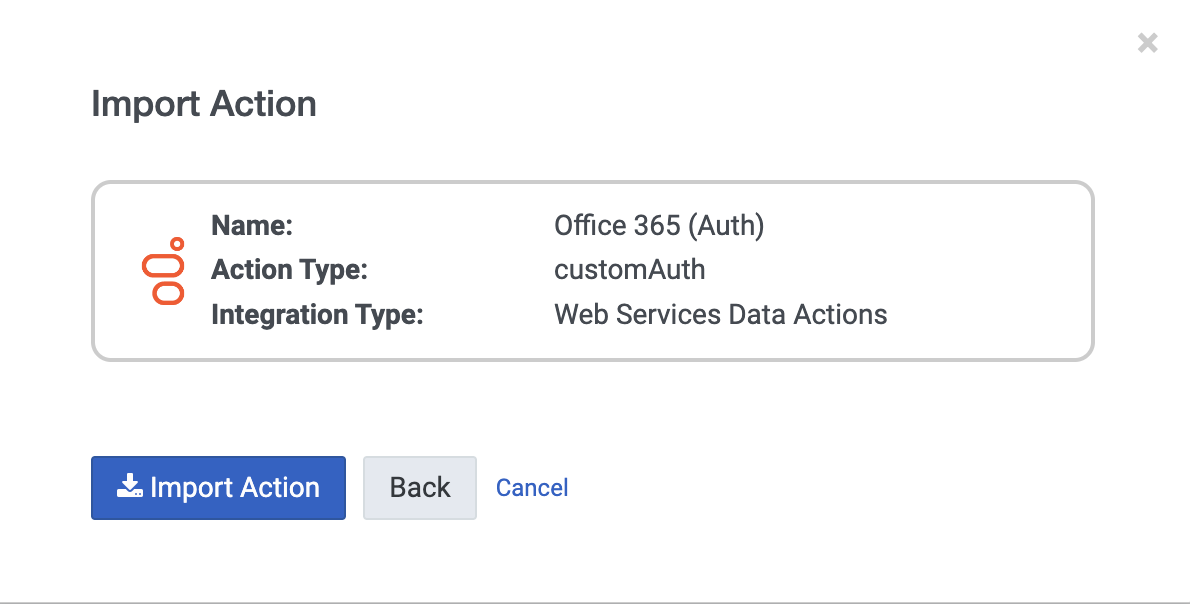 Import Action
Name: Office 365 (Auth)
Action Type: customAuth
Integration Type: Web Services Data Actions
Import Action Back Cancel